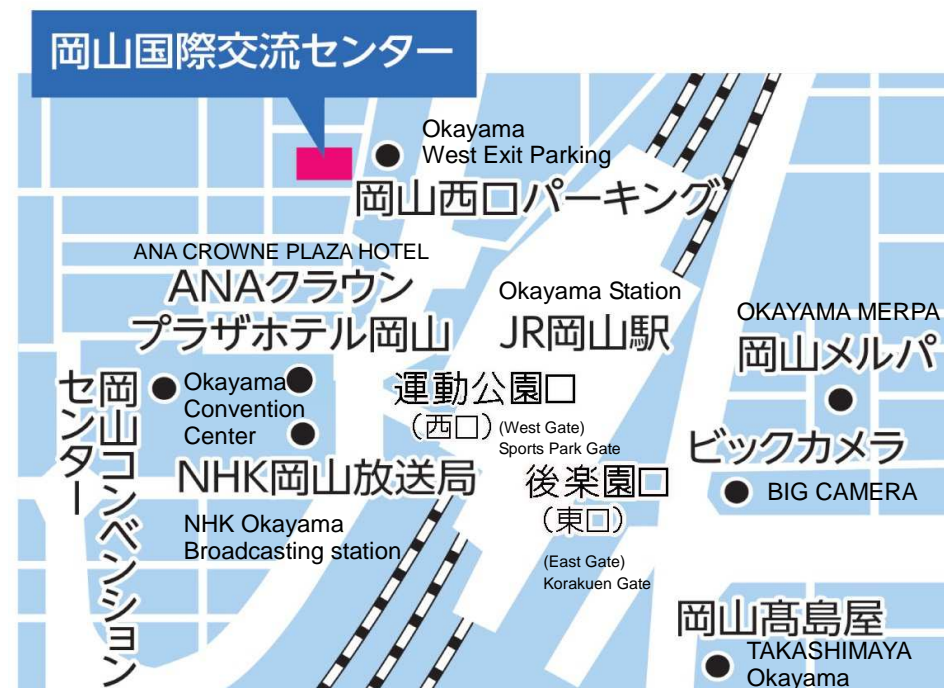 岡山国際交流センター
Okayama
West Exit Parking
岡山西口パーキング
ANA CROWNE PLAZA HOTEL
ANAクラウン
プラザホテル岡山
Okayama Station
JR岡山駅
OKAYAMA MERPA
岡山メルパ
岡山コンベンション
センター
Okayama
Convention
Center
運動公園口
(西口)
(West Gate)
Sports Park Gate
ビックカメラ
BIG CAMERA
NHK岡山放送局
NHK Okayama
Broadcasting station
後楽園口
(東口)
(East Gate)
Korakuen Gate
岡山髙島屋
TAKASHIMAYA
Okayama